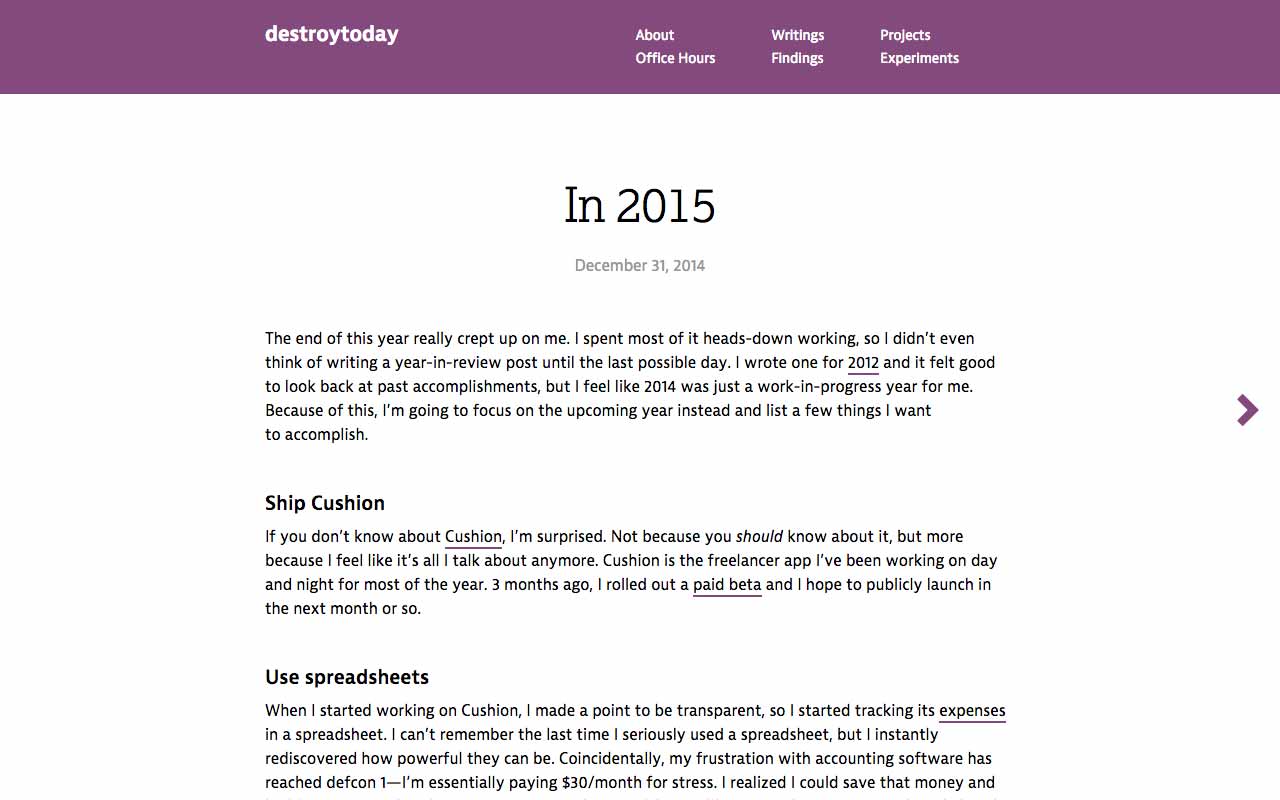 destroytoday
About
Office Hours
Writings
Findings
Projects
Experiments
In 2015
December 31, 2014
The end of this year really crept up on me. I spent most of it heads-down working, so I didn’t even
think of writing a year-in-review post until the last possible day. I wrote one for 2012 and it felt good
to look back at past accomplishments, but I feel like 2014 was just a work-in-progress year for me.
Because of this, I’m going to focus on the upcoming year instead and list a few things I want
to accomplish.
Ship Cushion
If you don’t know about Cushion, I’m surprised. Not because you should know about it, but more
because I feel like it’s all I talk about anymore. Cushion is the freelancer app I’ve been working on day
and night for most of the year. 3 months ago, I rolled out a paid beta and I hope to publicly launch in
the next month or so.
Use spreadsheets
When I started working on Cushion, I made a point to be transparent, so I started tracking its expenses
in a spreadsheet. I can’t remember the last time I seriously used a spreadsheet, but I instantly
rediscovered how powerful they can be. Coincidentally, my frustration with accounting software has
reached defcon 1—I’m essentially paying $30/month for stress. I realized I could save that money and